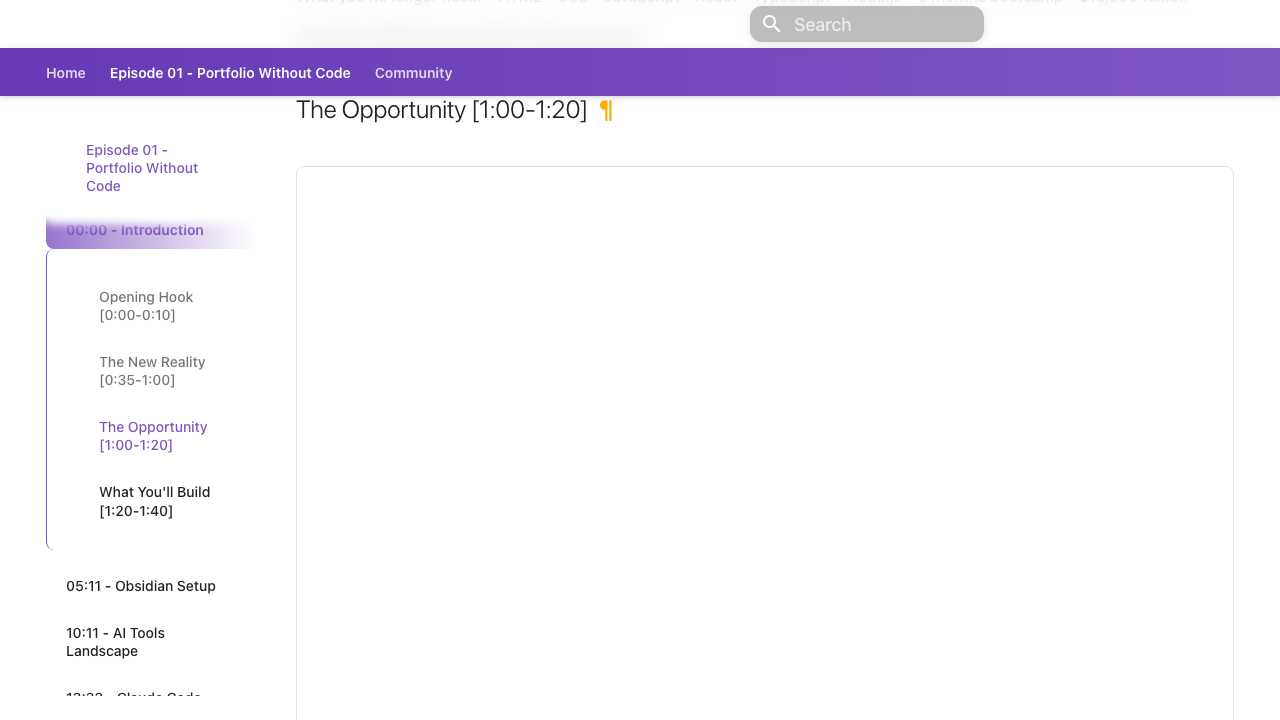 Search
Home
Episode 01 - Portfolio Without Code
Community
The Opportunity [1:00-1:20] ¶
Episode 01 -
Portfolio Without
Code
00:00 - Introduction
Opening Hook
[0:00-0:10]
The New Reality
[0:35-1:00]
The Opportunity
[1:00-1:20]
What You'll Build
[1:20-1:40]
05:11 - Obsidian Setup
10:11 - AI Tools
Landscape